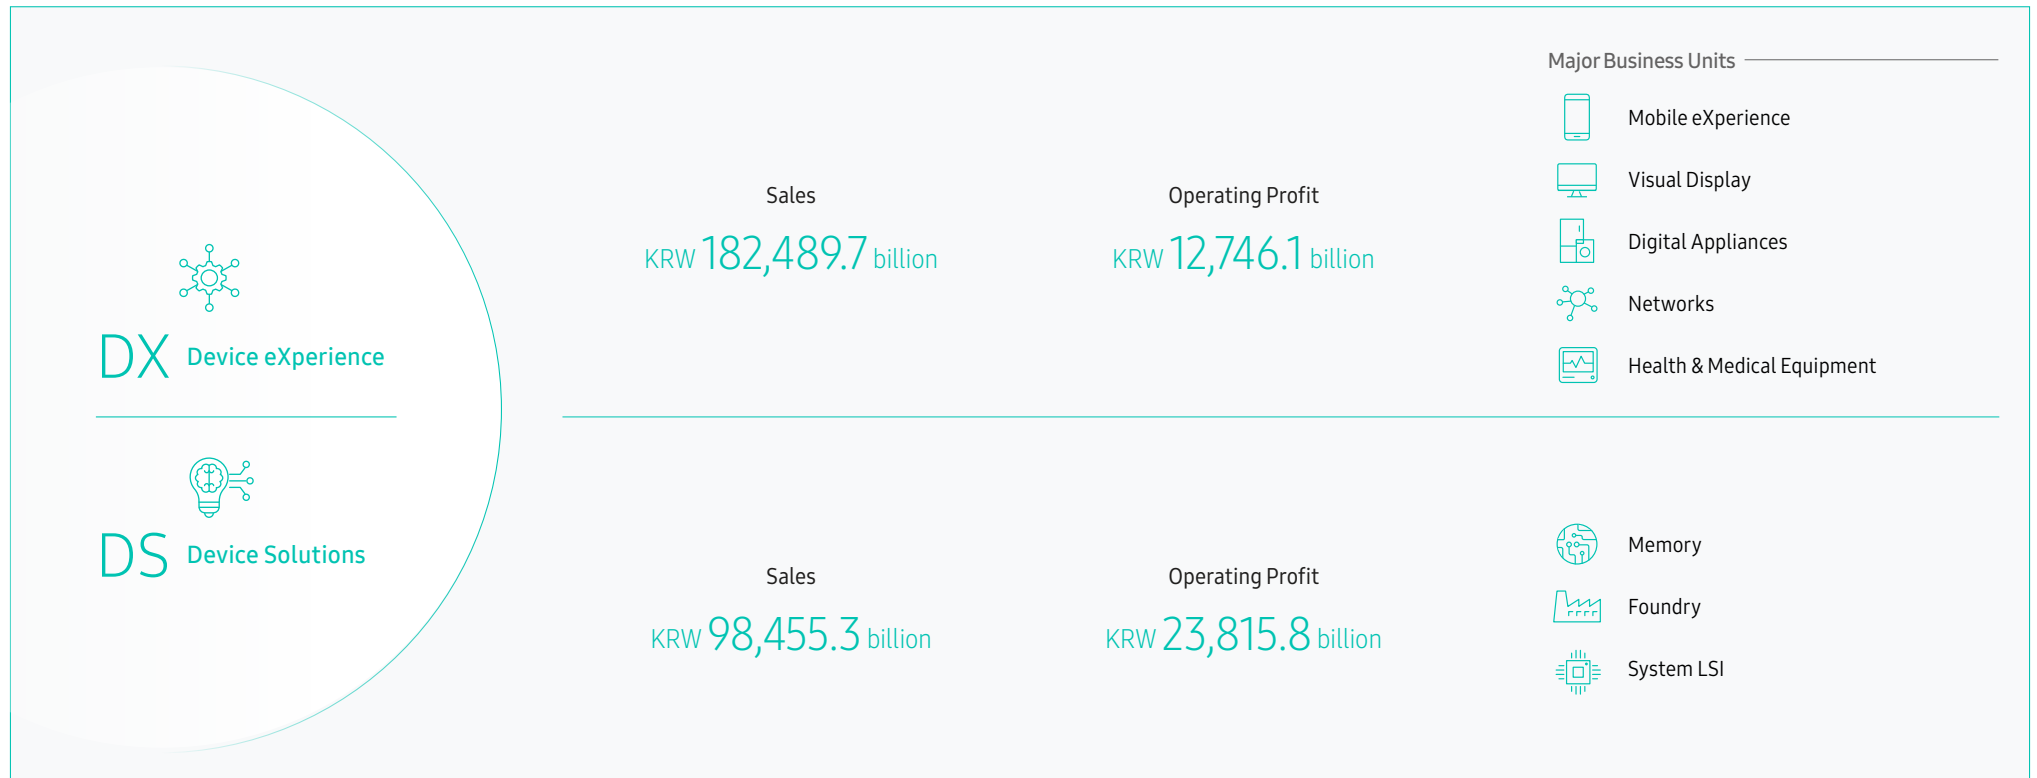 Major Business Units
DX Device eXperience
Sales
KRW 182,489.7 billion
Operating Profit
KRW 12,746.1 billion
Mobile eXperience
Visual Display
Digital Appliances
Networks
Health & Medical Equipment
DS Device Solutions
Sales
KRW 98,455.3 billion
Operating Profit
KRW 23,815.8 billion
Memory
Foundry
System LSI